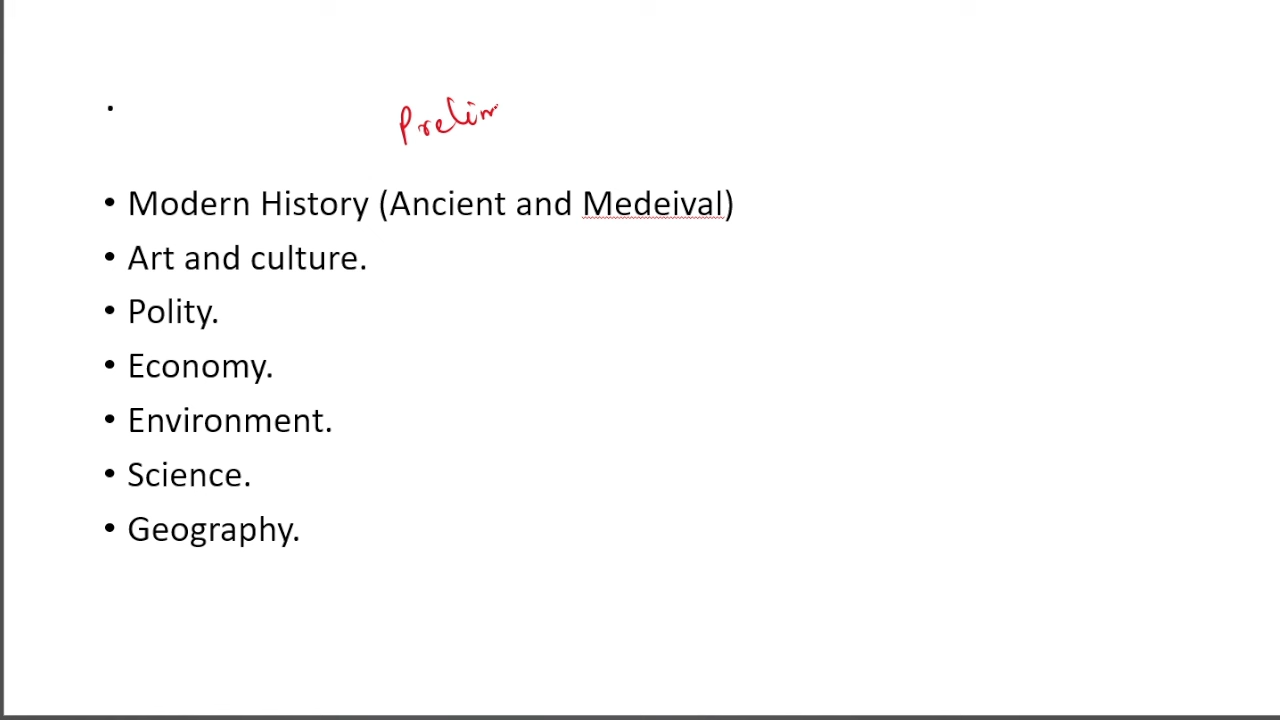 .
Prelim
• Modern History (Ancient and Medeival)
• Art and culture.
• Polity.
• Economy.
• Environment.
• Science.
• Geography.